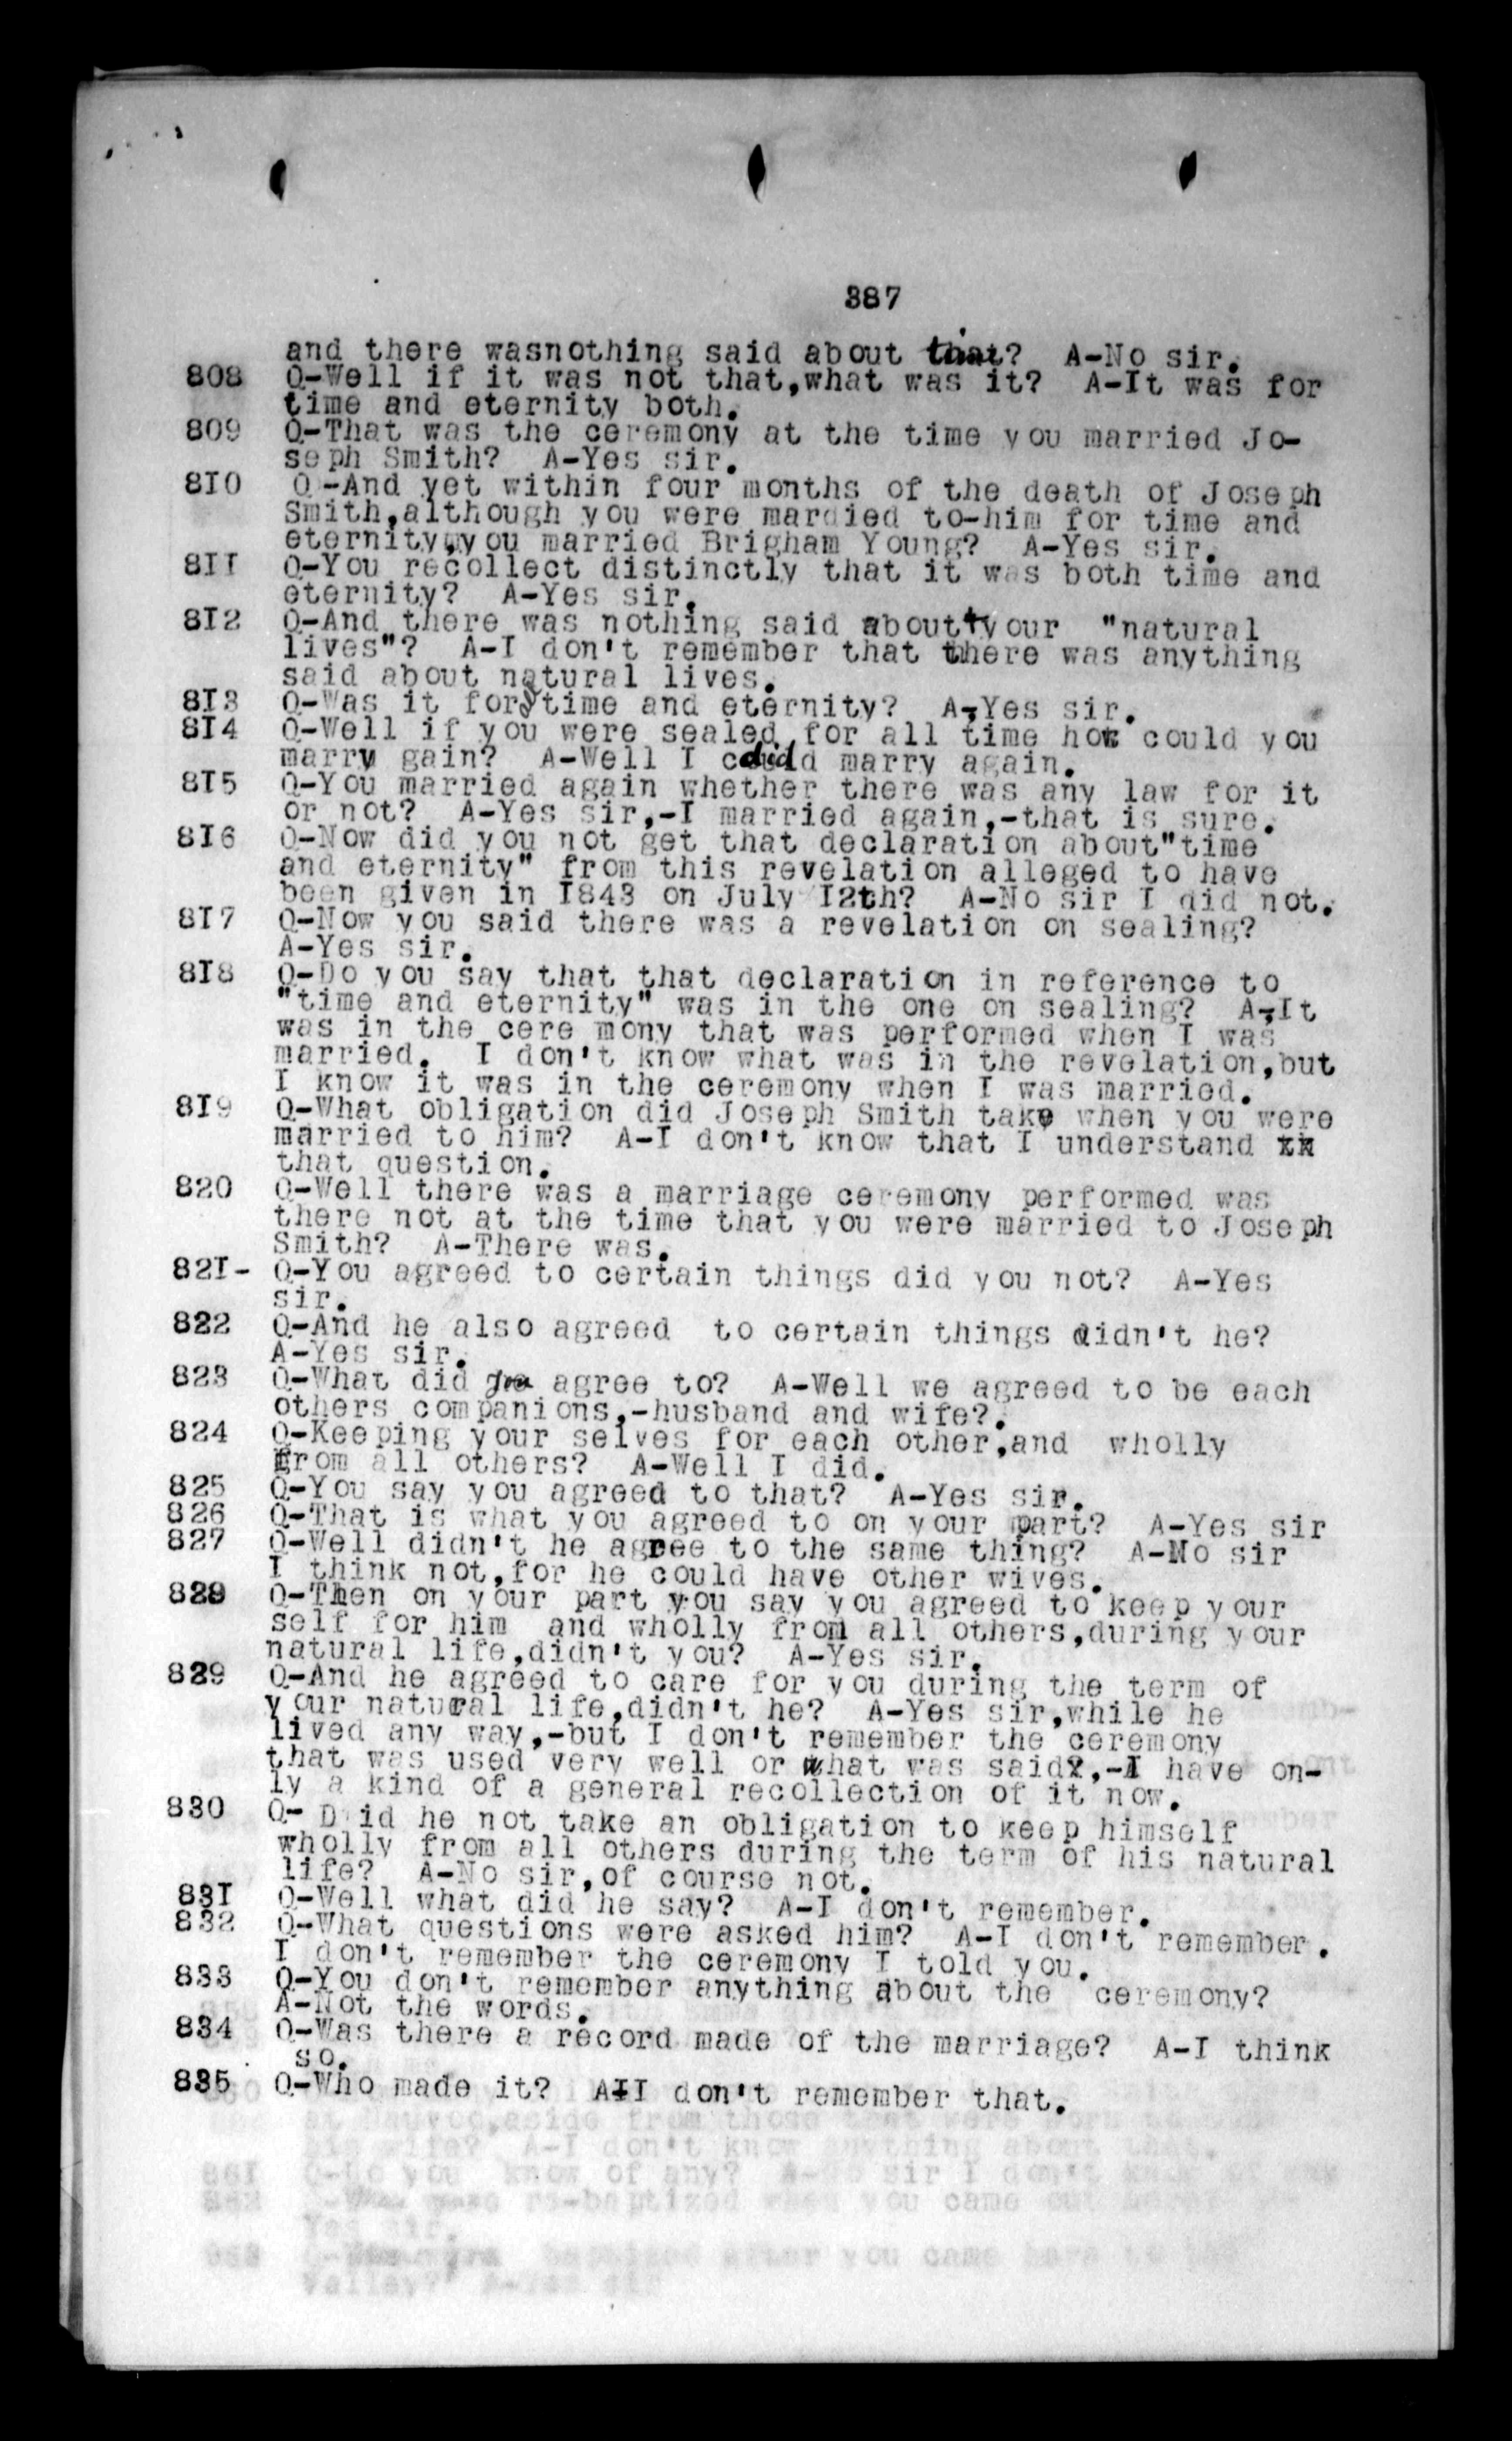 387
and there wasnothing said about that? A-No sir.
808 Q-Well if it was not that,what was it? A-It was for
time and eternity both.
809 Q-That was the ceremony at the time you married Jo-
seph Smith? A-Yes sir.
8I0 Q-And yet within four months of the death of Joseph
Smith,although you were mardied to-him for time and
eternity,you married Brigham Young? A-Yes sir.
8II Q-You recollect distinctly that it was both time and
eternity? A-Yes sir.
8I2 Q-And there was nothing said about your "natural
lives"? A-I don't remember that there was anything
said about natural lives.
8I3 Q-Was it for time and eternity? A-Yes sir.
8I4 Q-Well if you were sealed for all time how could you
marry gain? A-Well I did marry again.
8I5 Q-You married again whether there was any law for it
or not? A-Yes sir,-I married again,-that is sure.
8I6 Q-Now did you not get that declaration about"time
and eternity" from this revelation alleged to have
been given in I843 on July I2th? A-No sir I did not.
8I7 Q-Now you said there was a revelation on sealing?
A-Yes sir.
8I8 Q-Do you say that that declaration in reference to
"time and eternity" was in the one on sealing? A-It
was in the cere mony that was performed when I was
married. I don't know what was in the revelation,but
I know it was in the ceremony when I was married.
8I9 Q-What obligation did Joseph Smith take when you were
married to him? A-I don't know that I understand
that question.
820 Q-Well there was a marriage ceremony performed was
there not at the time that you were married to Joseph
Smith? A-There was.
82I- Q-You agreed to certain things did you not? A-Yes
sir.
822 Q-And he also agreed to certain things didn't he?
A-Yes sir.
823 Q-What did you agree to? A-Well we agreed to be each
others companions,-husband and wife?.
824 Q-Keeping your selves for each other,and wholly
from all others? A-Well I did.
825 Q-You say you agreed to that? A-Yes sir.
826 Q-That is what you agreed to on your part? A-Yes sir
827 Q-Well didn't he agree to the same thing? A-No sir
I think not,for he could have other wives.
828 Q-Then on your part you say you agreed to keep your
self for him and wholly from all others,during your
natural life,didn't you? A-Yes sir.
829 Q-And he agreed to care for you during the term of
your natural life,didn't he? A-Yes sir,while he
lived any way,-but I don't remember the ceremony
that was used very well or what was said,-I have on-
ly a kind of a general recollection of it now.
830 Q- Did he not take an obligation to keep himself
wholly from all others during the term of his natural
life? A-No sir,of course not.
83I Q-Well what did he say? A-I don't remember.
832 Q-What questions were asked him? A-I don't remember.
I don't remember the ceremony I told you.
833 Q-You don't remember anything about the ceremony?
A-Not the words.
834 Q-Was there a record made of the marriage? A-I think
so.
835 Q-Who made it? A-I don't remember that.